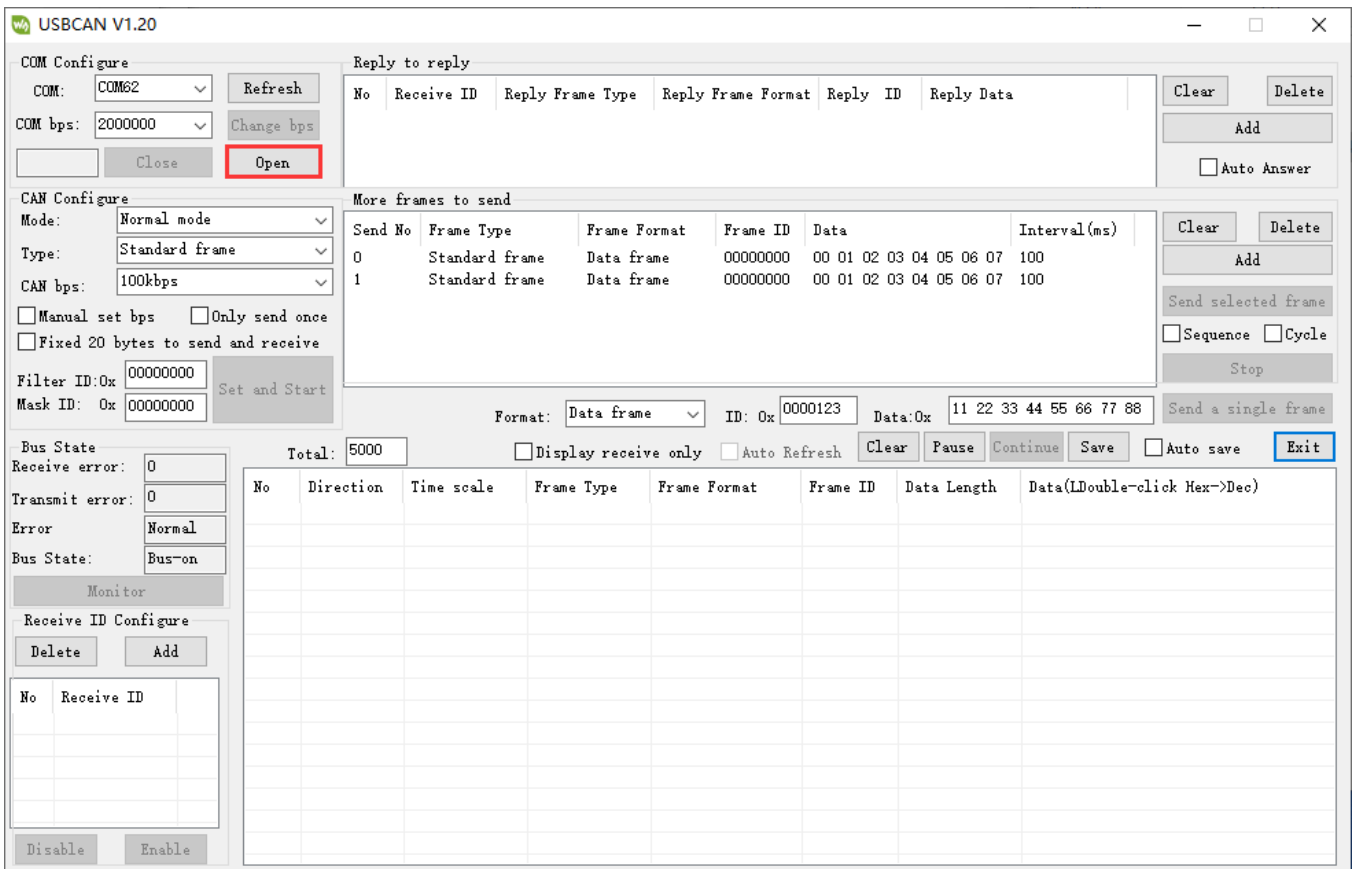 USBCAN V1.20
COM Configure
COM: COM62 Refresh
COM bps: 2000000 Change bps
Close Open
Reply to reply
No Receive ID Reply Frame Type Reply Frame Format Reply ID Reply Data
Clear Delete
Add
Auto Answer
CAN Configure
Mode: Normal mode
Type: Standard frame
CAN bps: 100kbps
Manual set bps Only send once
Fixed 20 bytes to send and receive
Filter ID:0x 00000000
Mask ID: 0x 00000000
Set and Start
More frames to send
Send No Frame Type Frame Format Frame ID Data Interval(ms)
0 Standard frame Data frame 00000000 00 01 02 03 04 05 06 07 100
1 Standard frame Data frame 00000000 00 01 02 03 04 05 06 07 100
Clear Delete
Add
Send selected frame
Sequence Cycle
Stop
Format: Data frame ID: 0x 0000123 Data:0x 11 22 33 44 55 66 77 88 Send a single frame
Total: 5000 Display receive only Auto Refresh Clear Pause Continue Save Auto save Exit
Bus State
Receive error: 0
Transmit error: 0
Error Normal
Bus State: Bus-on
Monitor
No Direction Time scale Frame Type Frame Format Frame ID Data Length Data(LDouble-click Hex->Dec)
Receive ID Configure
Delete Add
No Receive ID
Disable Enable